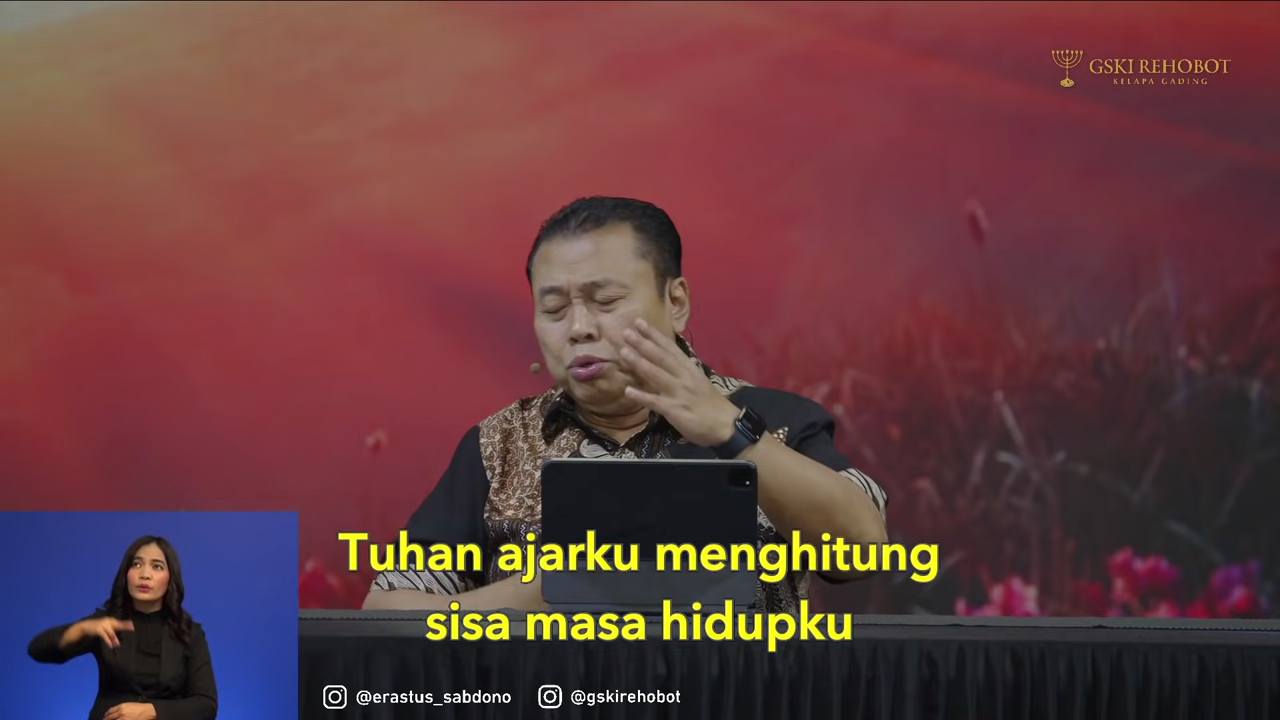 GSKI REHOBOT
KELAPA GADING
Tuhan ajarku menghitung
sisa masa hidupku
@erastus_sabdono @gskirehobot